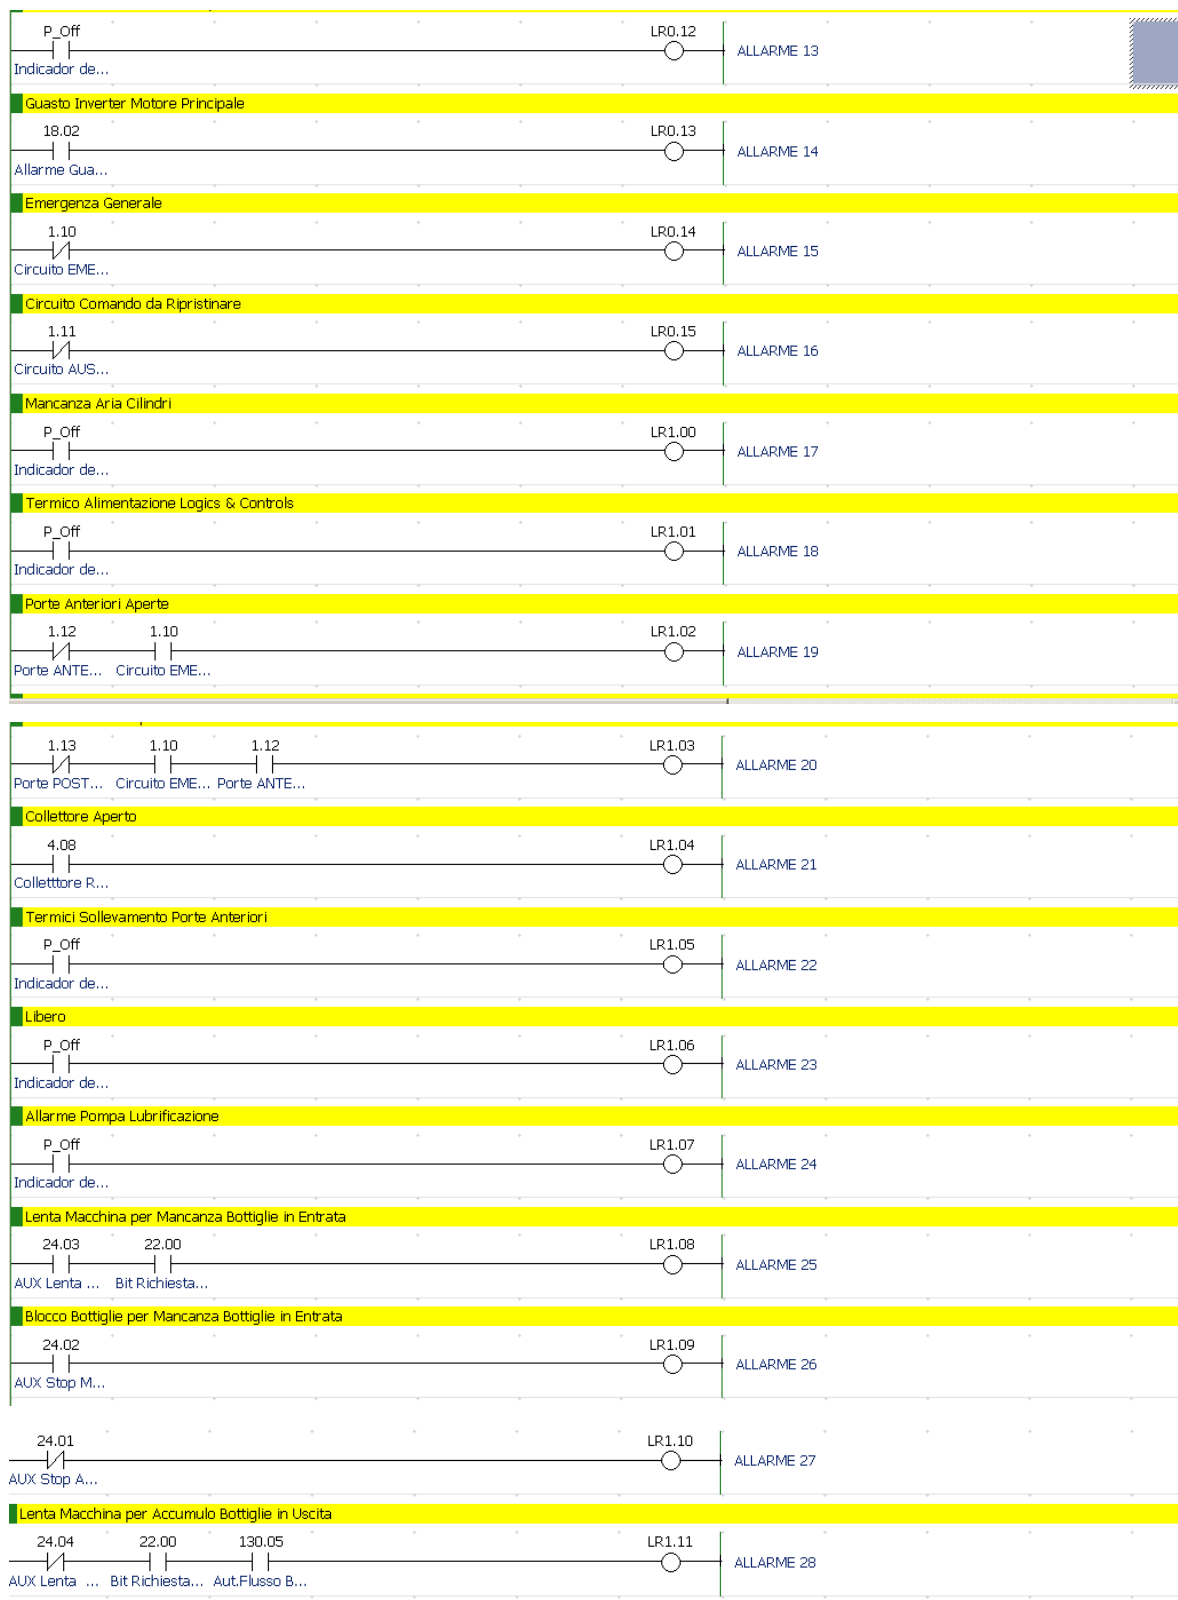 P_Off LR0.12
ALLARME 13
Indicador de...
Guasto Inverter Motore Principale
18.02 LR0.13
ALLARME 14
Allarme Gua...
Emergenza Generale
1.10 LR0.14
ALLARME 15
Circuito EME...
Circuito Comando da Ripristinare
1.11 LR0.15
ALLARME 16
Circuito AUS...
Mancanza Aria Cilindri
P_Off LR1.00
ALLARME 17
Indicador de...
Termico Alimentazione Logics & Controls
P_Off LR1.01
ALLARME 18
Indicador de...
Porte Anteriori Aperte
1.12 1.10 LR1.02
ALLARME 19
Porte ANTE... Circuito EME...
1.13 1.10 1.12 LR1.03
ALLARME 20
Porte POST... Circuito EME... Porte ANTE...
Collettore Aperto
4.08 LR1.04
ALLARME 21
Colletttore R...
Termici Sollevamento Porte Anteriori
P_Off LR1.05
ALLARME 22
Indicador de...
Libero
P_Off LR1.06
ALLARME 23
Indicador de...
Allarme Pompa Lubrificazione
P_Off LR1.07
ALLARME 24
Indicador de...
Lenta Macchina per Mancanza Bottiglie in Entrata
24.03 22.00 LR1.08
ALLARME 25
AUX Lenta ... Bit Richiesta...
Blocco Bottiglie per Mancanza Bottiglie in Entrata
24.02 LR1.09
ALLARME 26
AUX Stop M...
24.01 LR1.10
ALLARME 27
AUX Stop A...
Lenta Macchina per Accumulo Bottiglie in Uscita
24.04 22.00 130.05 LR1.11
ALLARME 28
AUX Lenta ... Bit Richiesta... Aut.Flusso B...